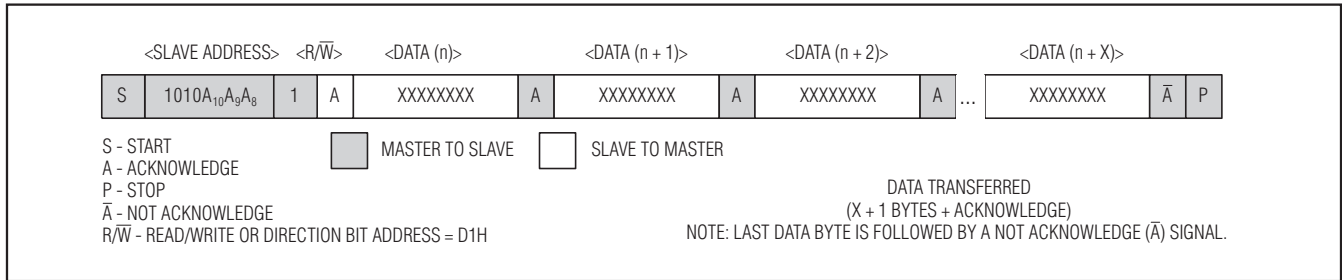 <SLAVE ADDRESS> <R/W̅> <DATA (n)> <DATA (n + 1)> <DATA (n + 2)> <DATA (n + X)>
S 1010A₁₀A₉A₈ 1 A XXXXXXXX A XXXXXXXX A XXXXXXXX A ... XXXXXXXX A̅ P
S - START
A - ACKNOWLEDGE
P - STOP
A̅ - NOT ACKNOWLEDGE
R/W̅ - READ/WRITE OR DIRECTION BIT ADDRESS = D1H
MASTER TO SLAVE SLAVE TO MASTER
DATA TRANSFERRED
(X + 1 BYTES + ACKNOWLEDGE)
NOTE: LAST DATA BYTE IS FOLLOWED BY A NOT ACKNOWLEDGE (A̅) SIGNAL.